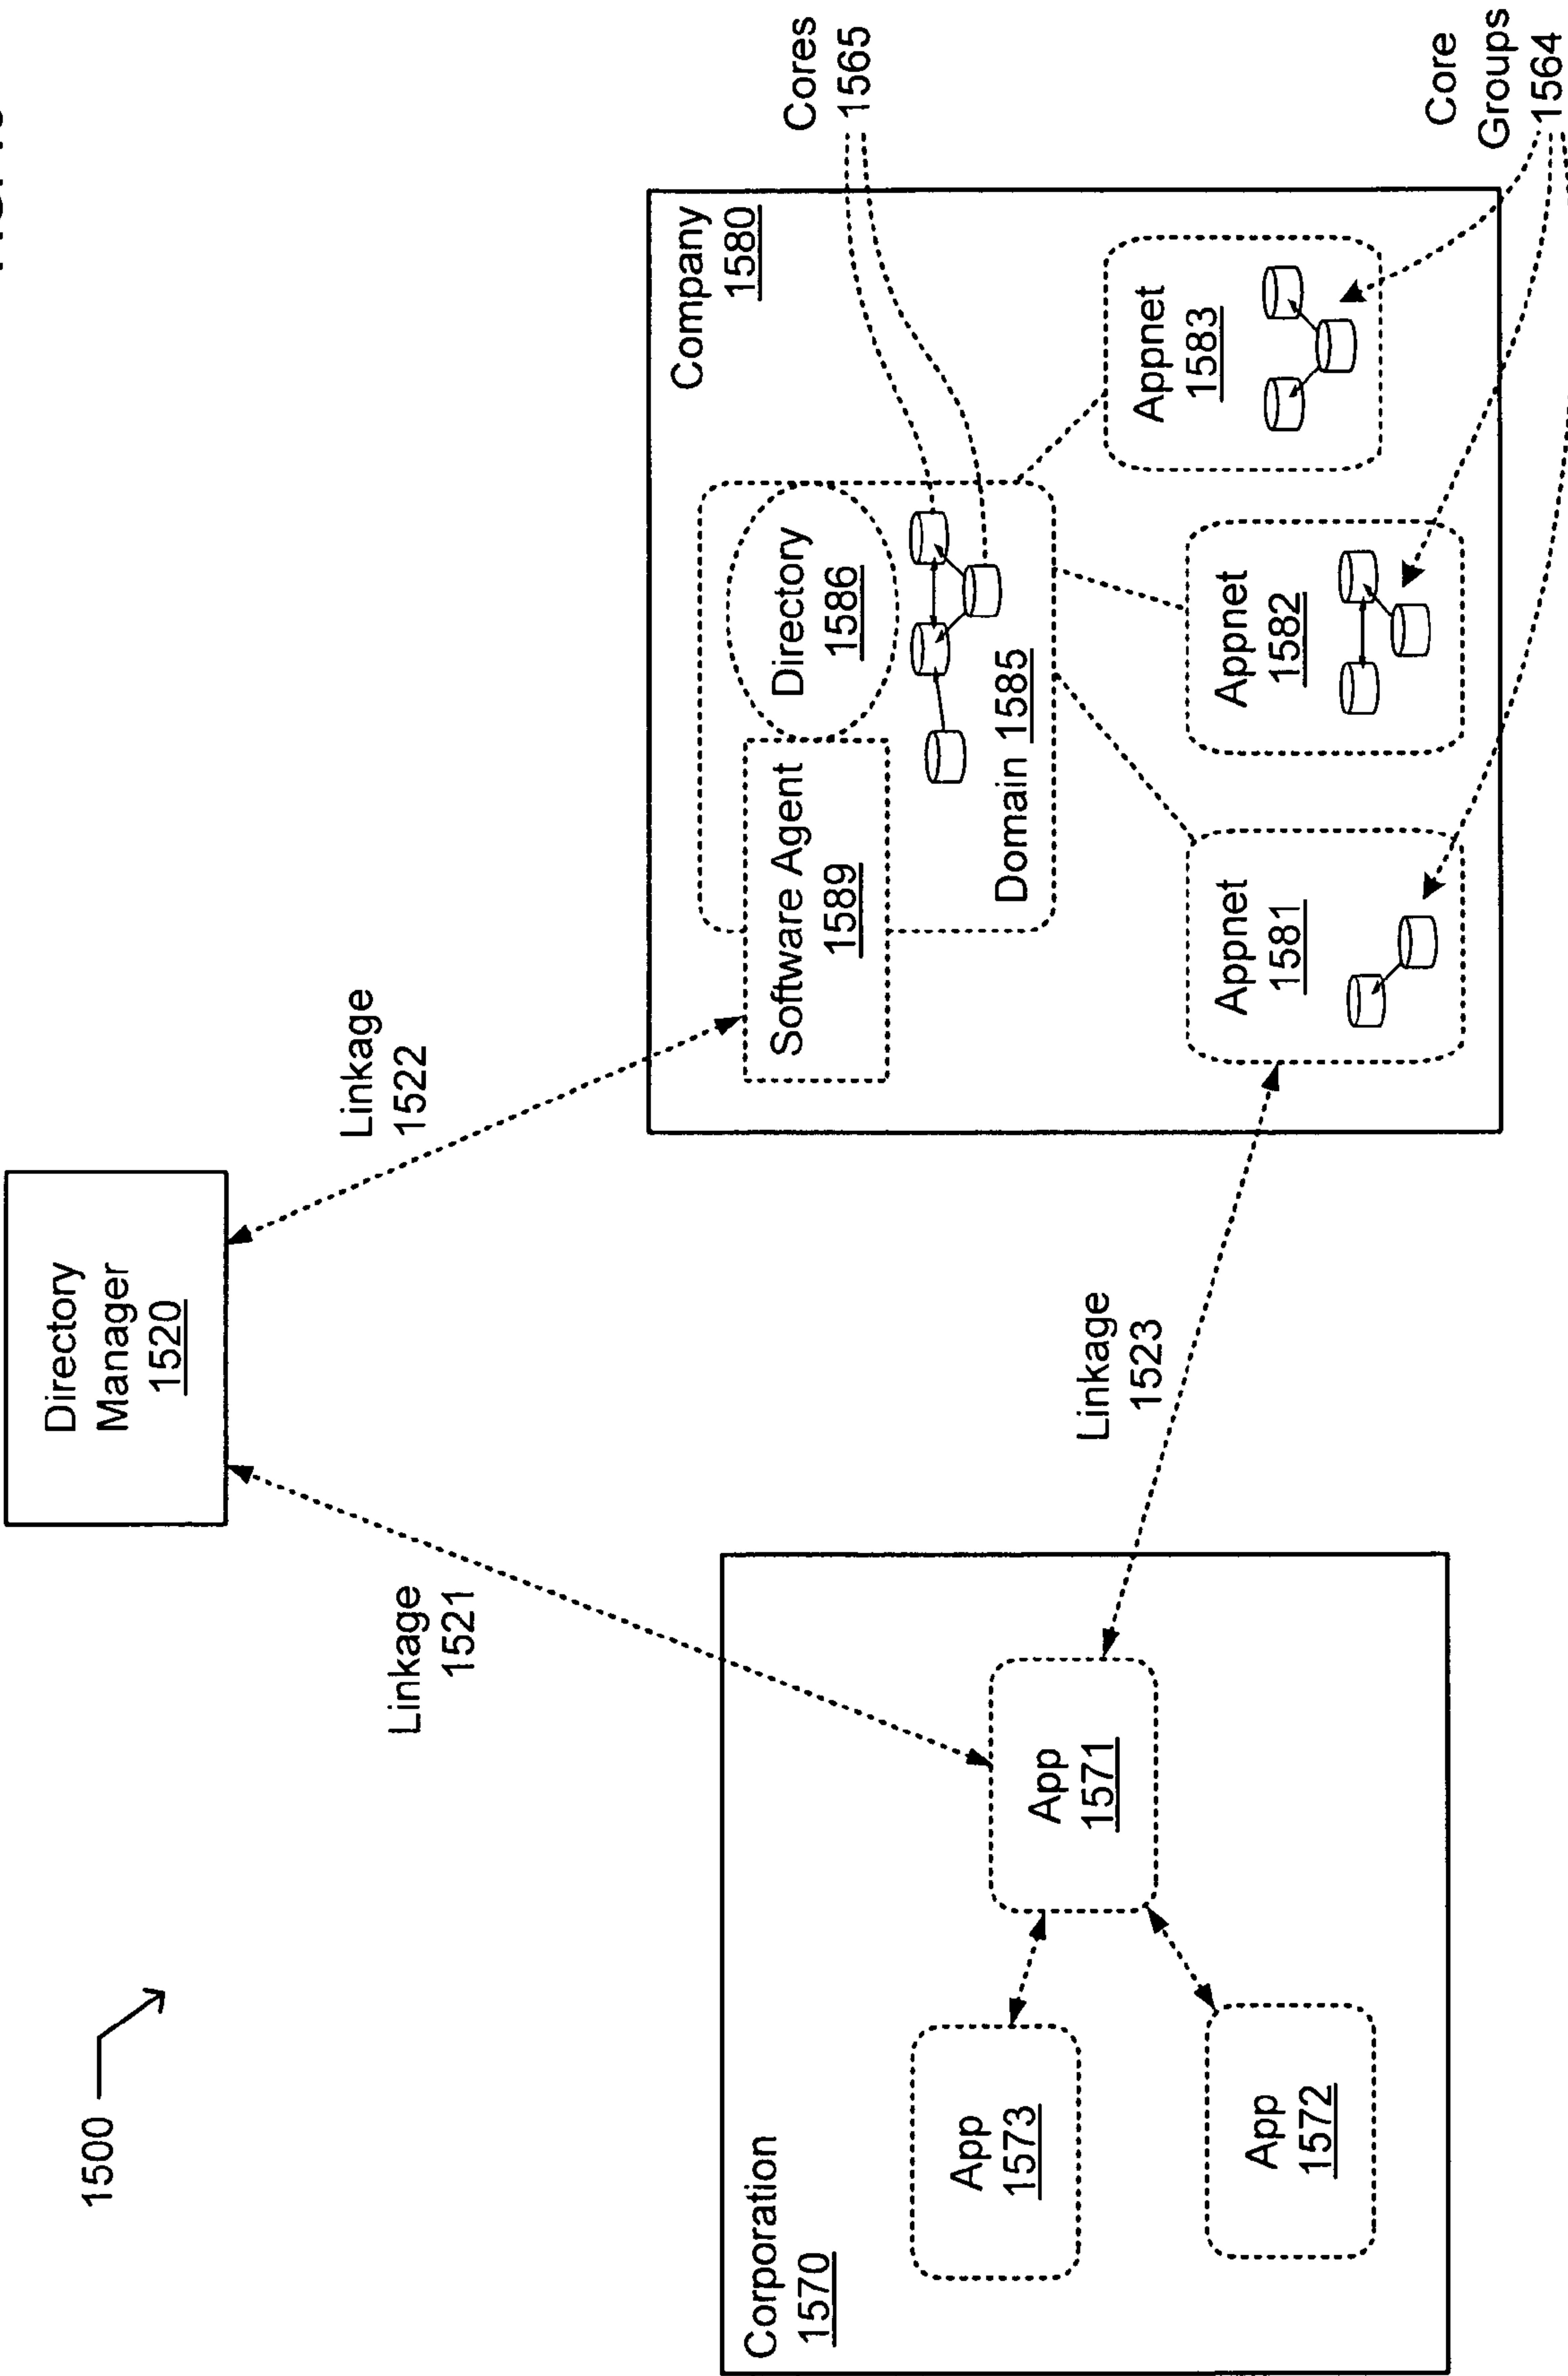 1500
Directory
Manager
1520
Linkage
1521
Linkage
1522
Linkage
1523
Corporation
1570
App
1573
App
1571
App
1572
Company
1580
Software Agent
1589
Directory
1586
Domain 1585
Appnet
1581
Appnet
1582
Appnet
1583
Cores
1565
Core
Groups
1564